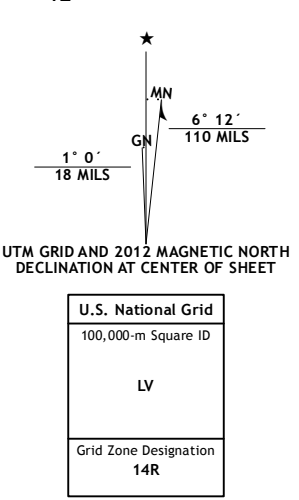 ★
MN
6° 12´
110 MILS
GN
1° 0´
18 MILS
UTM GRID AND 2012 MAGNETIC NORTH
DECLINATION AT CENTER OF SHEET
U.S. National Grid
100,000-m Square ID
LV
Grid Zone Designation
14R